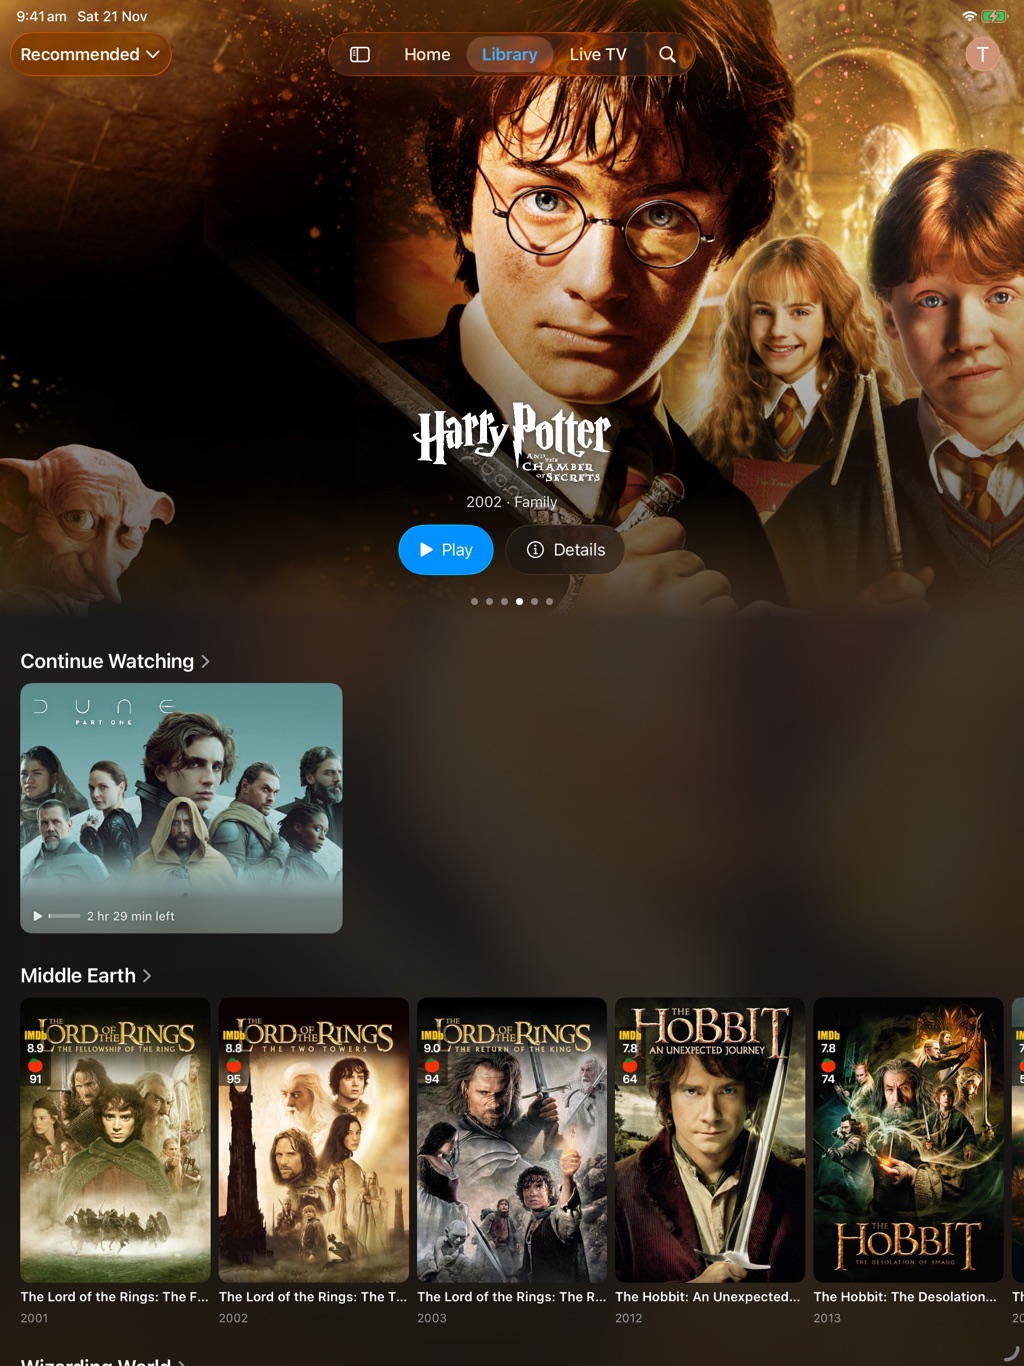 9:41 am Sat 21 Nov
Recommended
Home
Library
Live TV
T
Harry Potter
AND THE
CHAMBER
OF SECRETS
2002 · Family
Play
Details
Continue Watching
DUNE
PART ONE
2 hr 29 min left
Middle Earth
THE
LORD OF THE RINGS
THE FELLOWSHIP OF THE RING
IMDb
8.9
91
THE
LORD OF THE RINGS
THE TWO TOWERS
IMDb
8.8
95
THE
LORD OF THE RINGS
THE RETURN OF THE KING
IMDb
9.0
94
THE
HOBBIT
AN UNEXPECTED JOURNEY
IMDb
7.8
64
IMDb
7.8
74
THE
HOBBIT
THE DESOLATION OF SMAUG
The Lord of the Rings: The F...
2001
The Lord of the Rings: The T...
2002
The Lord of the Rings: The R...
2003
The Hobbit: An Unexpected...
2012
The Hobbit: The Desolation...
2013
Wizarding World